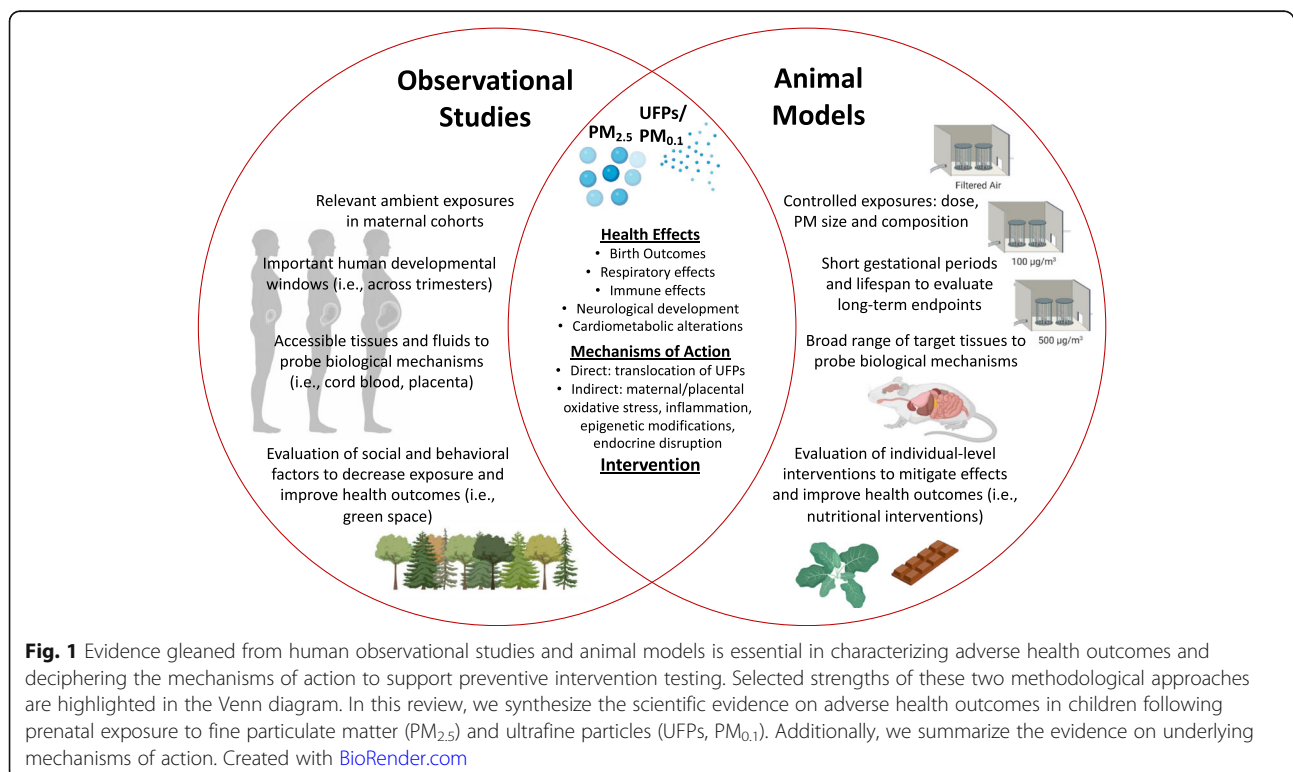 Observational
Studies
Relevant ambient exposures
in maternal cohorts
Important human developmental
windows (i.e., across trimesters)
Accessible tissues and fluids to
probe biological mechanisms
(i.e., cord blood, placenta)
Evaluation of social and behavioral
factors to decrease exposure and
improve health outcomes (i.e.,
green space)
PM2.5
UFPs/
PM0.1
Health Effects
• Birth Outcomes
• Respiratory effects
• Immune effects
• Neurological development
• Cardiometabolic alterations
Mechanisms of Action
• Direct: translocation of UFPs
• Indirect: maternal/placental
oxidative stress, inflammation,
epigenetic modifications,
endocrine disruption
Intervention
Animal
Models
Filtered Air
Controlled exposures: dose,
PM size and composition
100 µg/m³
Short gestational periods
and lifespan to evaluate
long-term endpoints
500 µg/m³
Broad range of target tissues to
probe biological mechanisms
Evaluation of individual-level
interventions to mitigate effects
and improve health outcomes (i.e.,
nutritional interventions)
Fig. 1 Evidence gleaned from human observational studies and animal models is essential in characterizing adverse health outcomes and
deciphering the mechanisms of action to support preventive intervention testing. Selected strengths of these two methodological approaches
are highlighted in the Venn diagram. In this review, we synthesize the scientific evidence on adverse health outcomes in children following
prenatal exposure to fine particulate matter (PM2.5) and ultrafine particles (UFPs, PM0.1). Additionally, we summarize the evidence on underlying
mechanisms of action. Created with BioRender.com